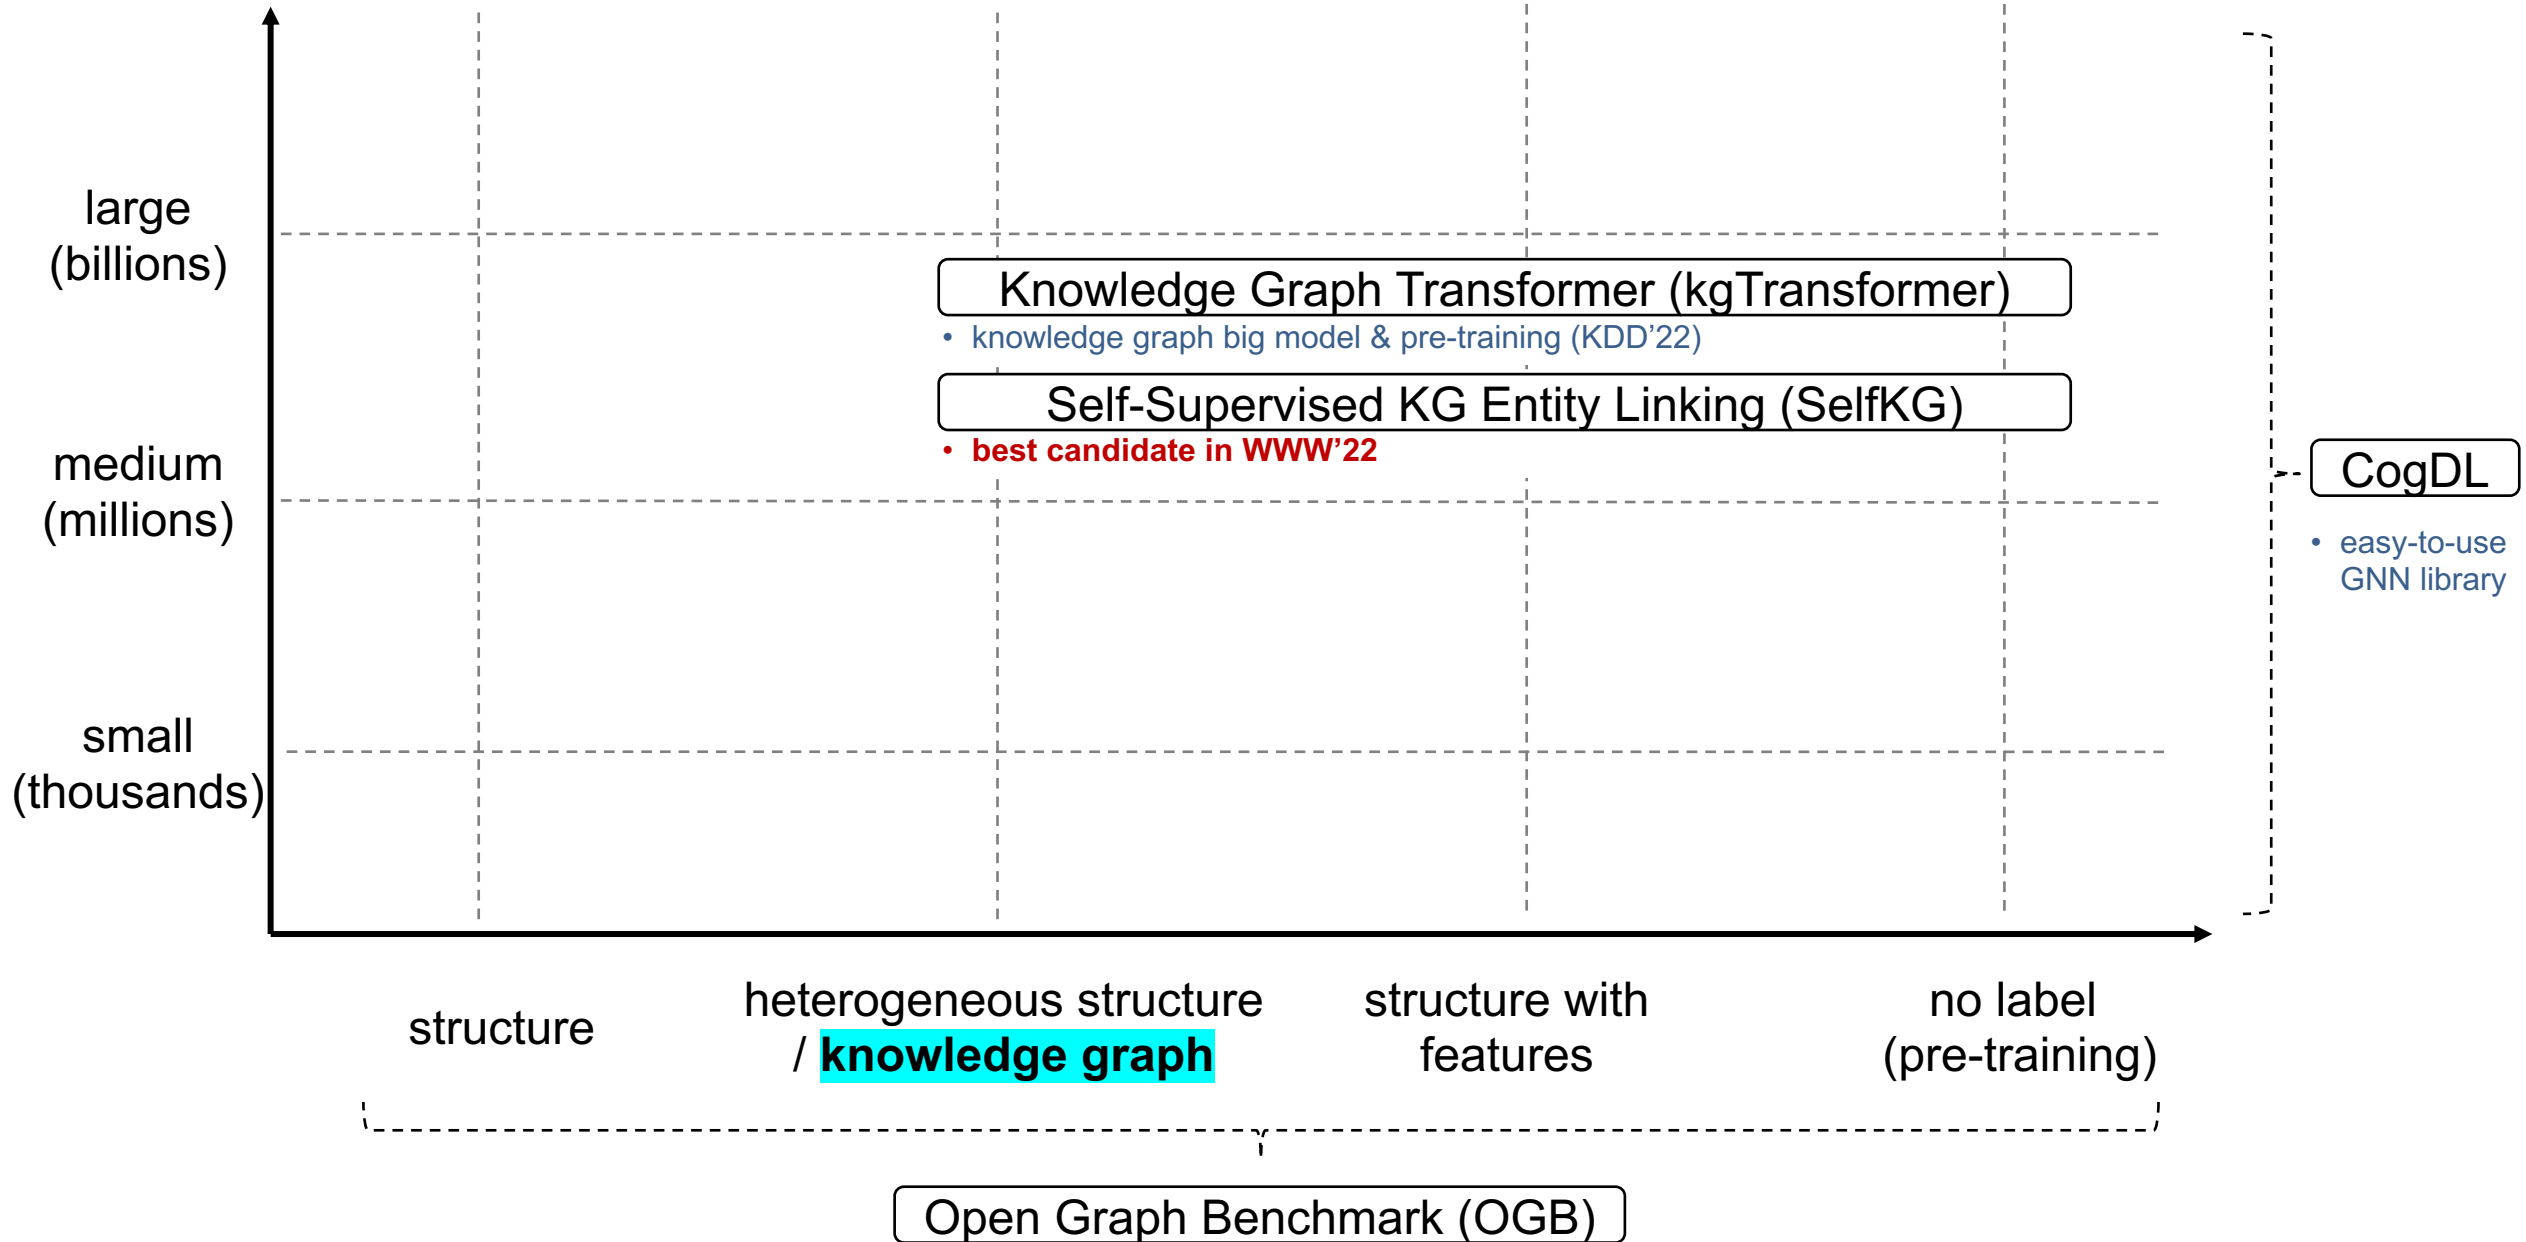 large
(billions)
Knowledge Graph Transformer (kgTransformer)
• knowledge graph big model & pre-training (KDD’22)
Self-Supervised KG Entity Linking (SelfKG)
• best candidate in WWW’22
medium
(millions)
CogDL
• easy-to-use
GNN library
small
(thousands)
structure
heterogeneous structure
/ knowledge graph
structure with
features
no label
(pre-training)
Open Graph Benchmark (OGB)